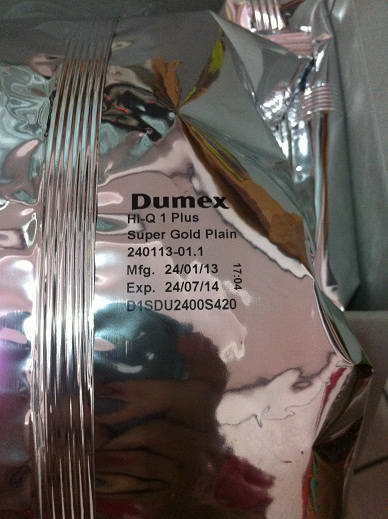 Dumex
Hi-Q 1 Plus
Super Gold Plain
240113-01.1
Mfg. 24/01/13
Exp. 24/07/14
17:04
D1SDU2400S420